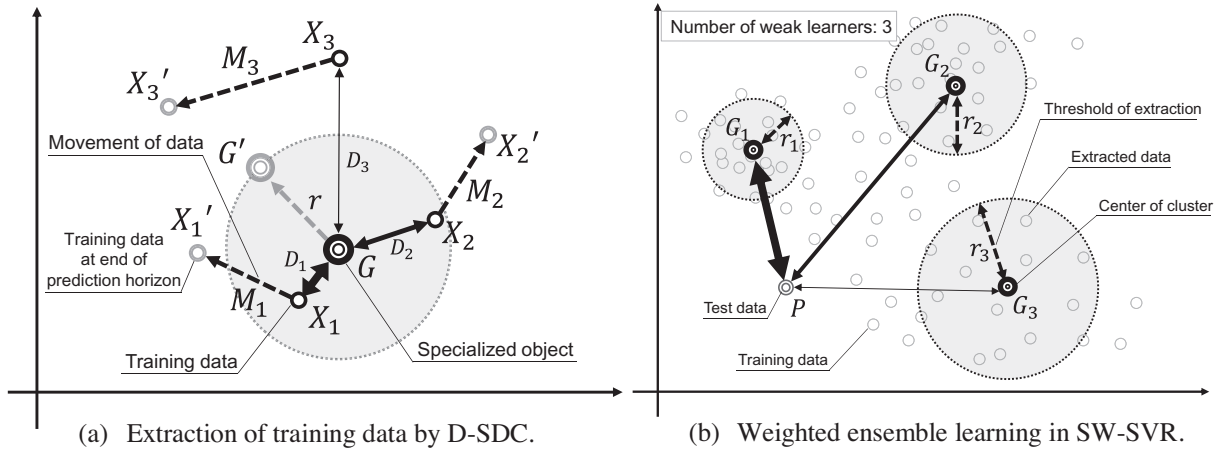 X₃
M₃
X₃′
Movement of data
G′
D₃
X₂′
r
M₂
X₁′
X₂
D₂
Training data
at end of
prediction horizon
D₁
G
M₁
X₁
Training data
Specialized object
(a) Extraction of training data by D-SDC.
Number of weak learners: 3
G₂
Threshold of extraction
r₂
G₁
r₁
Extracted data
Center of cluster
r₃
Test data
P
G₃
Training data
(b) Weighted ensemble learning in SW-SVR.